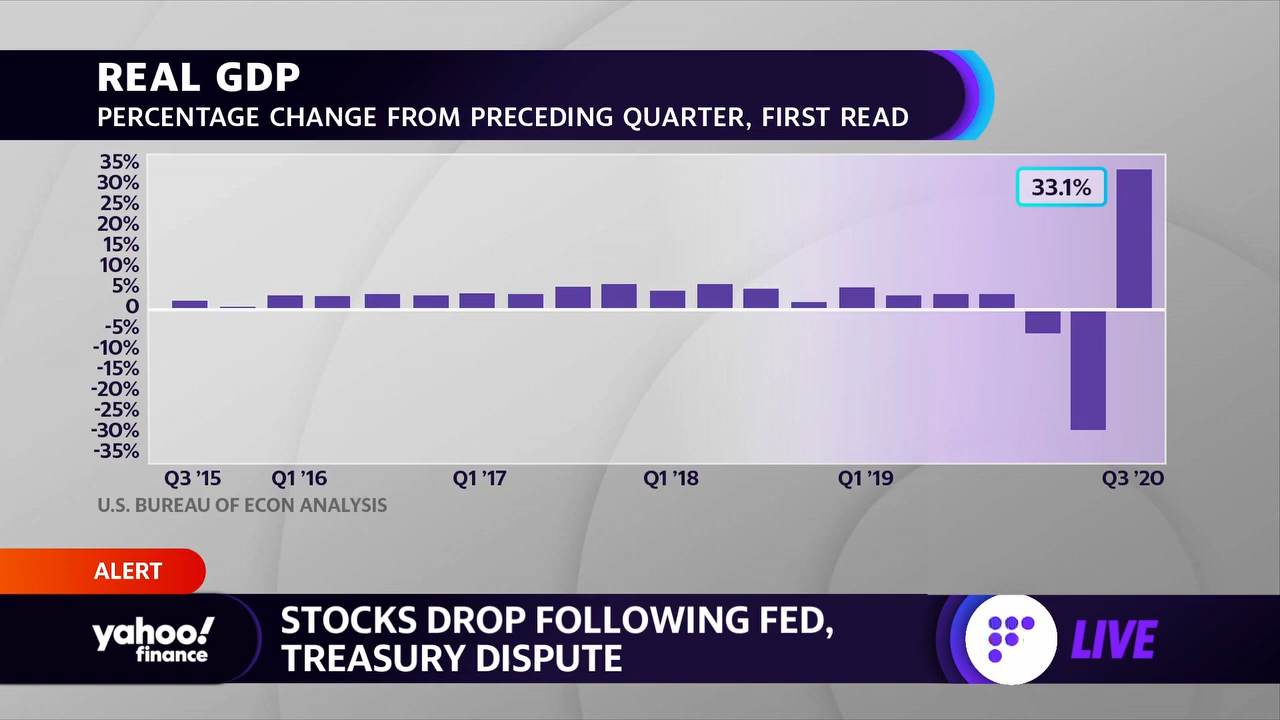 REAL GDP
PERCENTAGE CHANGE FROM PRECEDING QUARTER, FIRST READ
35%
30%
25%
20%
15%
10%
5%
0
-5%
-10%
-15%
-20%
-25%
-30%
-35%
33.1%
Q3 ’15 Q1 ’16 Q1 ’17 Q1 ’18 Q1 ’19 Q3 ’20
U.S. BUREAU OF ECON ANALYSIS
ALERT
yahoo!
finance
STOCKS DROP FOLLOWING FED,
TREASURY DISPUTE
LIVE